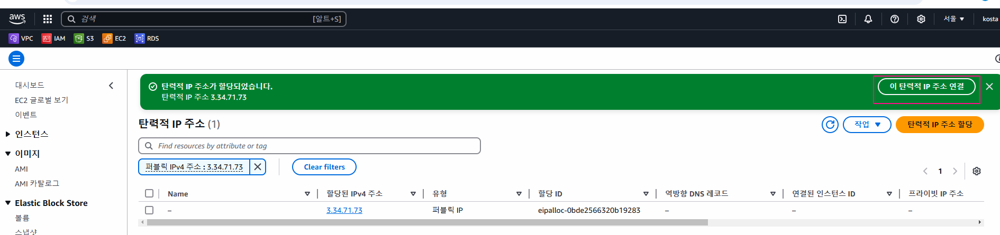 aws
검색
[알트+S]
서울
kosta
VPC
IAM
S3
EC2
RDS
대시보드
EC2 글로벌 보기
이벤트
인스턴스
이미지
AMI
AMI 카탈로그
Elastic Block Store
볼륨
스냅샷
탄력적 IP 주소가 할당되었습니다.
탄력적 IP 주소 3.34.71.73
이 탄력적 IP 주소 연결
탄력적 IP 주소 (1)
작업
탄력적 IP 주소 할당
Find resources by attribute or tag
퍼블릭 IPv4 주소 : 3.34.71.73
Clear filters
1
Name 할당된 IPv4 주소 유형 할당 ID 역방향 DNS 레코드 연결된 인스턴스 ID 프라이빗 IP 주소
– 3.34.71.73 퍼블릭 IP eipalloc-0bde2566320b19283 – – –